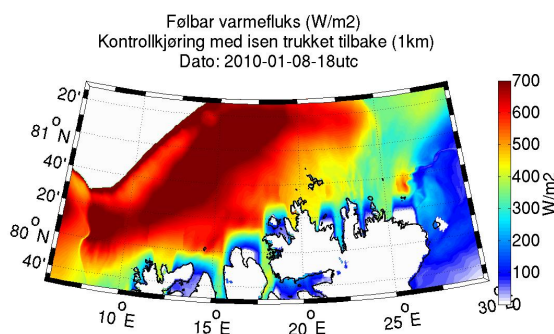 Følbar varmefluks (W/m2)
Kontrollkjøring med isen trukket tilbake (1km)
Dato: 2010-01-08-18utc
20'
81° N
40'
20'
80° N
40'
10° E
15° E
20° E
25° E
30° E
700
600
500
400
300
200
100
0
W/m2